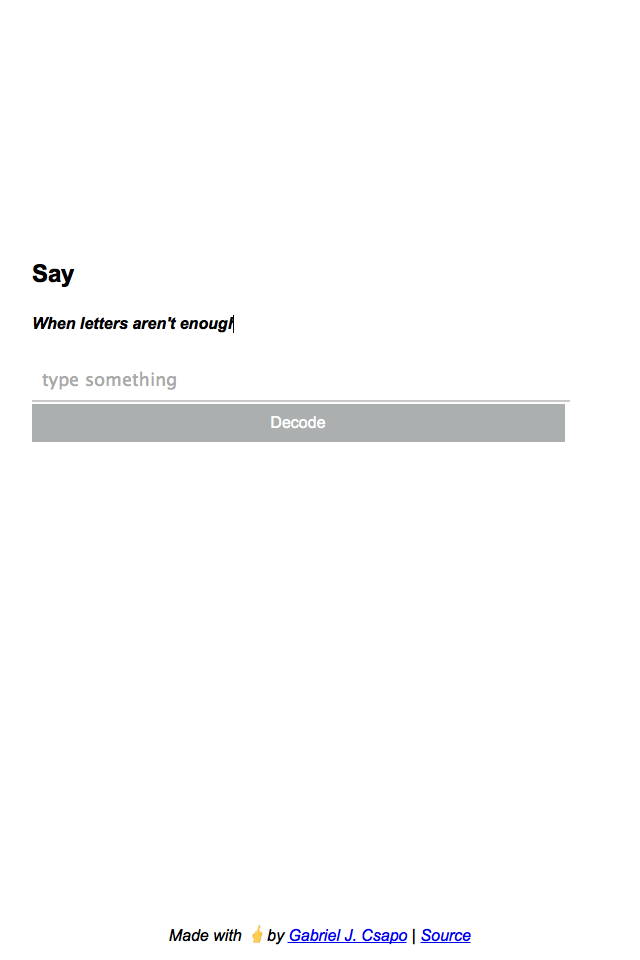 Say
When letters aren't enough
type something
Decode
Made with by Gabriel J. Csapo | Source